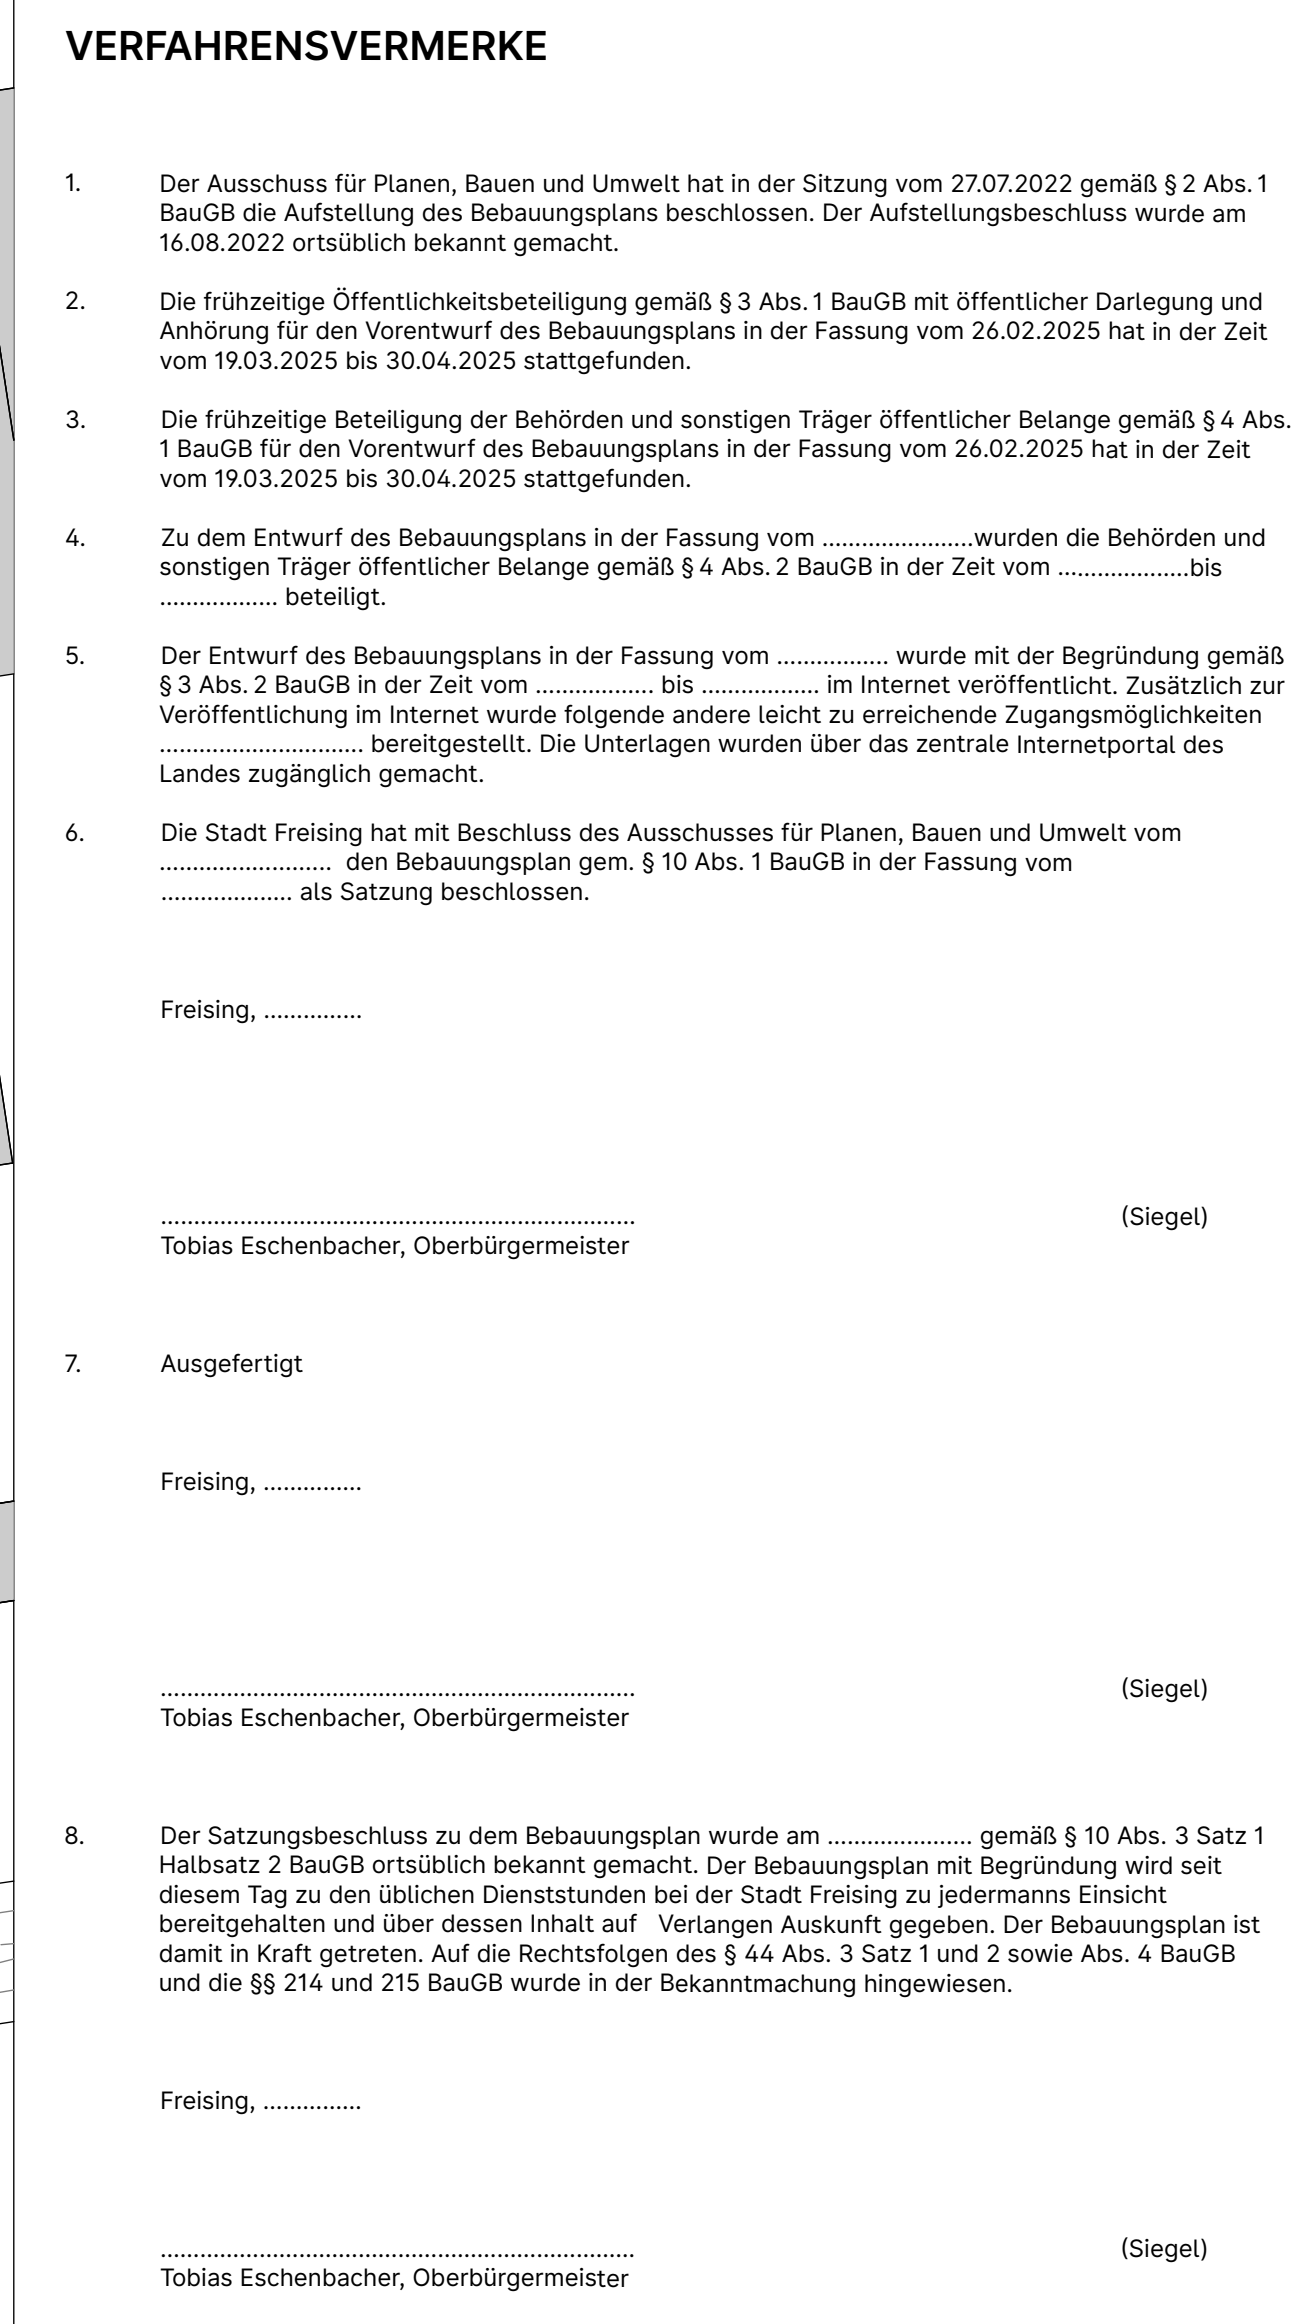 VERFAHRENSVERMERKE
1. Der Ausschuss für Planen, Bauen und Umwelt hat in der Sitzung vom 27.07.2022 gemäß § 2 Abs. 1
BauGB die Aufstellung des Bebauungsplans beschlossen. Der Aufstellungsbeschluss wurde am
16.08.2022 ortsüblich bekannt gemacht.
2. Die frühzeitige Öffentlichkeitsbeteiligung gemäß § 3 Abs. 1 BauGB mit öffentlicher Darlegung und
Anhörung für den Vorentwurf des Bebauungsplans in der Fassung vom 26.02.2025 hat in der Zeit
vom 19.03.2025 bis 30.04.2025 stattgefunden.
3. Die frühzeitige Beteiligung der Behörden und sonstigen Träger öffentlicher Belange gemäß § 4 Abs.
1 BauGB für den Vorentwurf des Bebauungsplans in der Fassung vom 26.02.2025 hat in der Zeit
vom 19.03.2025 bis 30.04.2025 stattgefunden.
4. Zu dem Entwurf des Bebauungsplans in der Fassung vom .......................wurden die Behörden und
sonstigen Träger öffentlicher Belange gemäß § 4 Abs. 2 BauGB in der Zeit vom ....................bis
.................. beteiligt.
5. Der Entwurf des Bebauungsplans in der Fassung vom ................. wurde mit der Begründung gemäß
§ 3 Abs. 2 BauGB in der Zeit vom .................. bis .................. im Internet veröffentlicht. Zusätzlich zur
Veröffentlichung im Internet wurde folgende andere leicht zu erreichende Zugangsmöglichkeiten
............................... bereitgestellt. Die Unterlagen wurden über das zentrale Internetportal des
Landes zugänglich gemacht.
6. Die Stadt Freising hat mit Beschluss des Ausschusses für Planen, Bauen und Umwelt vom
.......................... den Bebauungsplan gem. § 10 Abs. 1 BauGB in der Fassung vom
.................... als Satzung beschlossen.
Freising, ...............
........................................................................ (Siegel)
Tobias Eschenbacher, Oberbürgermeister
7. Ausgefertigt
Freising, ...............
........................................................................ (Siegel)
Tobias Eschenbacher, Oberbürgermeister
8. Der Satzungsbeschluss zu dem Bebauungsplan wurde am ...................... gemäß § 10 Abs. 3 Satz 1
Halbsatz 2 BauGB ortsüblich bekannt gemacht. Der Bebauungsplan mit Begründung wird seit
diesem Tag zu den üblichen Dienststunden bei der Stadt Freising zu jedermanns Einsicht
bereitgehalten und über dessen Inhalt auf Verlangen Auskunft gegeben. Der Bebauungsplan ist
damit in Kraft getreten. Auf die Rechtsfolgen des § 44 Abs. 3 Satz 1 und 2 sowie Abs. 4 BauGB
und die §§ 214 und 215 BauGB wurde in der Bekanntmachung hingewiesen.
Freising, ...............
........................................................................ (Siegel)
Tobias Eschenbacher, Oberbürgermeister